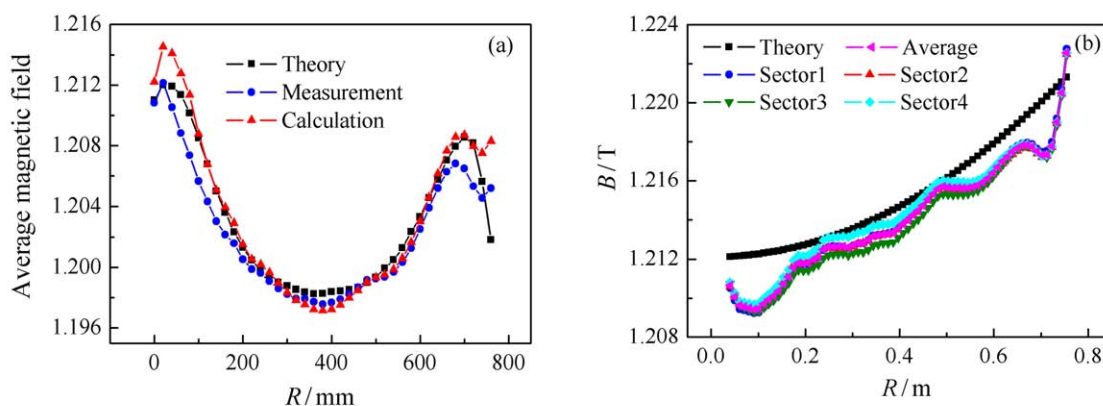 (a)
Average magnetic field
1.216
1.212
1.208
1.204
1.200
1.196
Theory
Measurement
Calculation
0
200
400
600
800
R / mm
(b)
B / T
1.224
1.220
1.216
1.212
1.208
Theory
Average
Sector1
Sector2
Sector3
Sector4
0.0
0.2
0.4
0.6
0.8
R / m